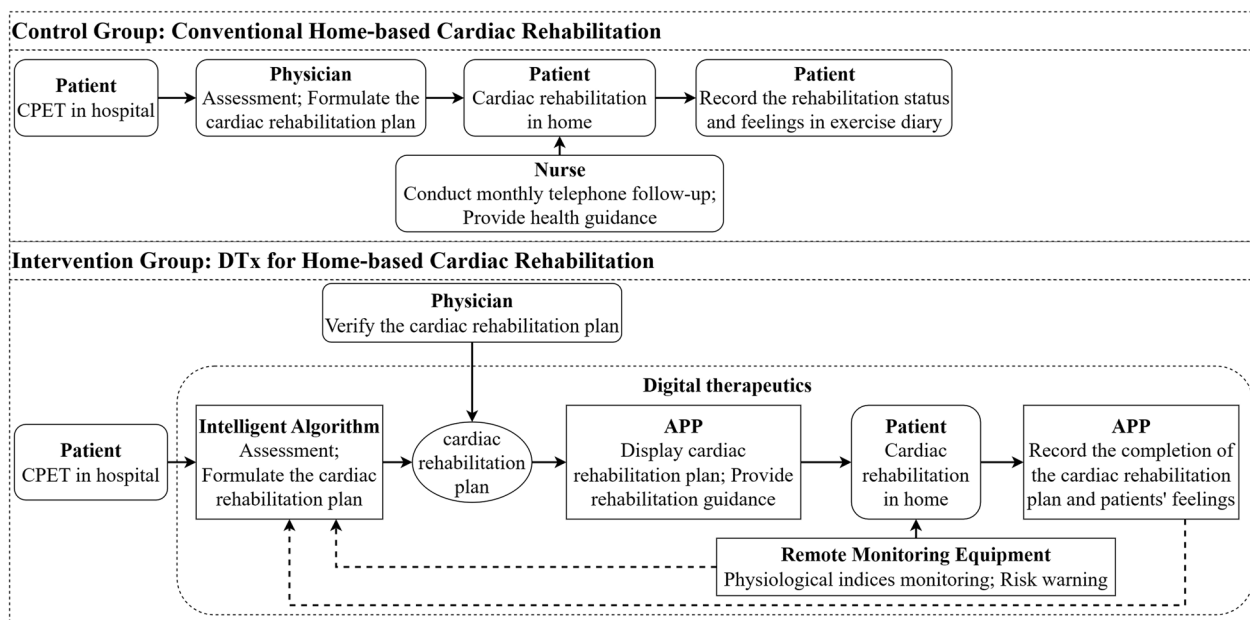 Control Group: Conventional Home-based Cardiac Rehabilitation
Patient
CPET in hospital
Physician
Assessment; Formulate the
cardiac rehabilitation plan
Patient
Cardiac rehabilitation
in home
Patient
Record the rehabilitation status
and feelings in exercise diary
Nurse
Conduct monthly telephone follow-up;
Provide health guidance
Intervention Group: DTx for Home-based Cardiac Rehabilitation
Physician
Verify the cardiac rehabilitation plan
Digital therapeutics
Patient
CPET in hospital
Intelligent Algorithm
Assessment;
Formulate the cardiac
rehabilitation plan
cardiac
rehabilitation
plan
APP
Display cardiac
rehabilitation plan; Provide
rehabilitation guidance
Patient
Cardiac
rehabilitation
in home
APP
Record the completion of
the cardiac rehabilitation
plan and patients' feelings
Remote Monitoring Equipment
Physiological indices monitoring; Risk warning